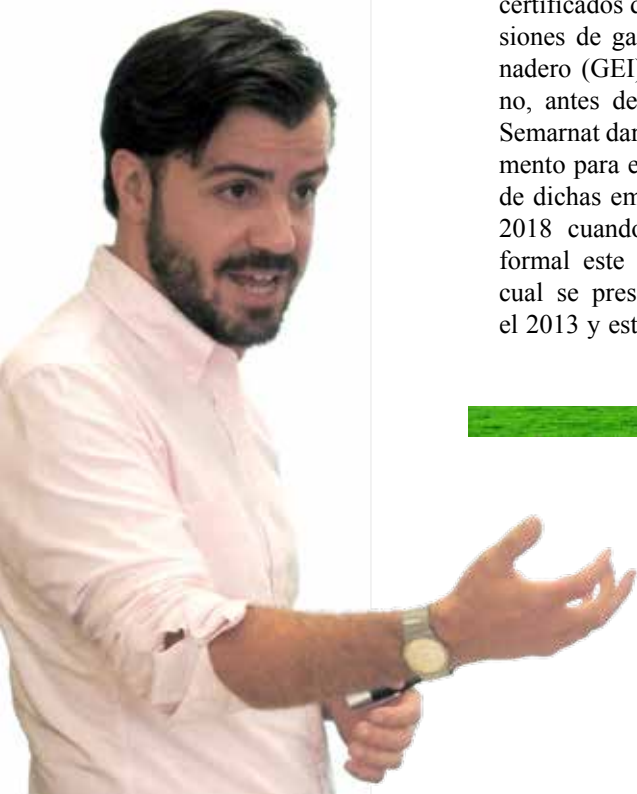 certificados d
siones de ga
nadero (GEI)
no, antes de
Semarnat dar
mento para e
de dichas em
2018 cuando
formal este
cual se pres
el 2013 y est